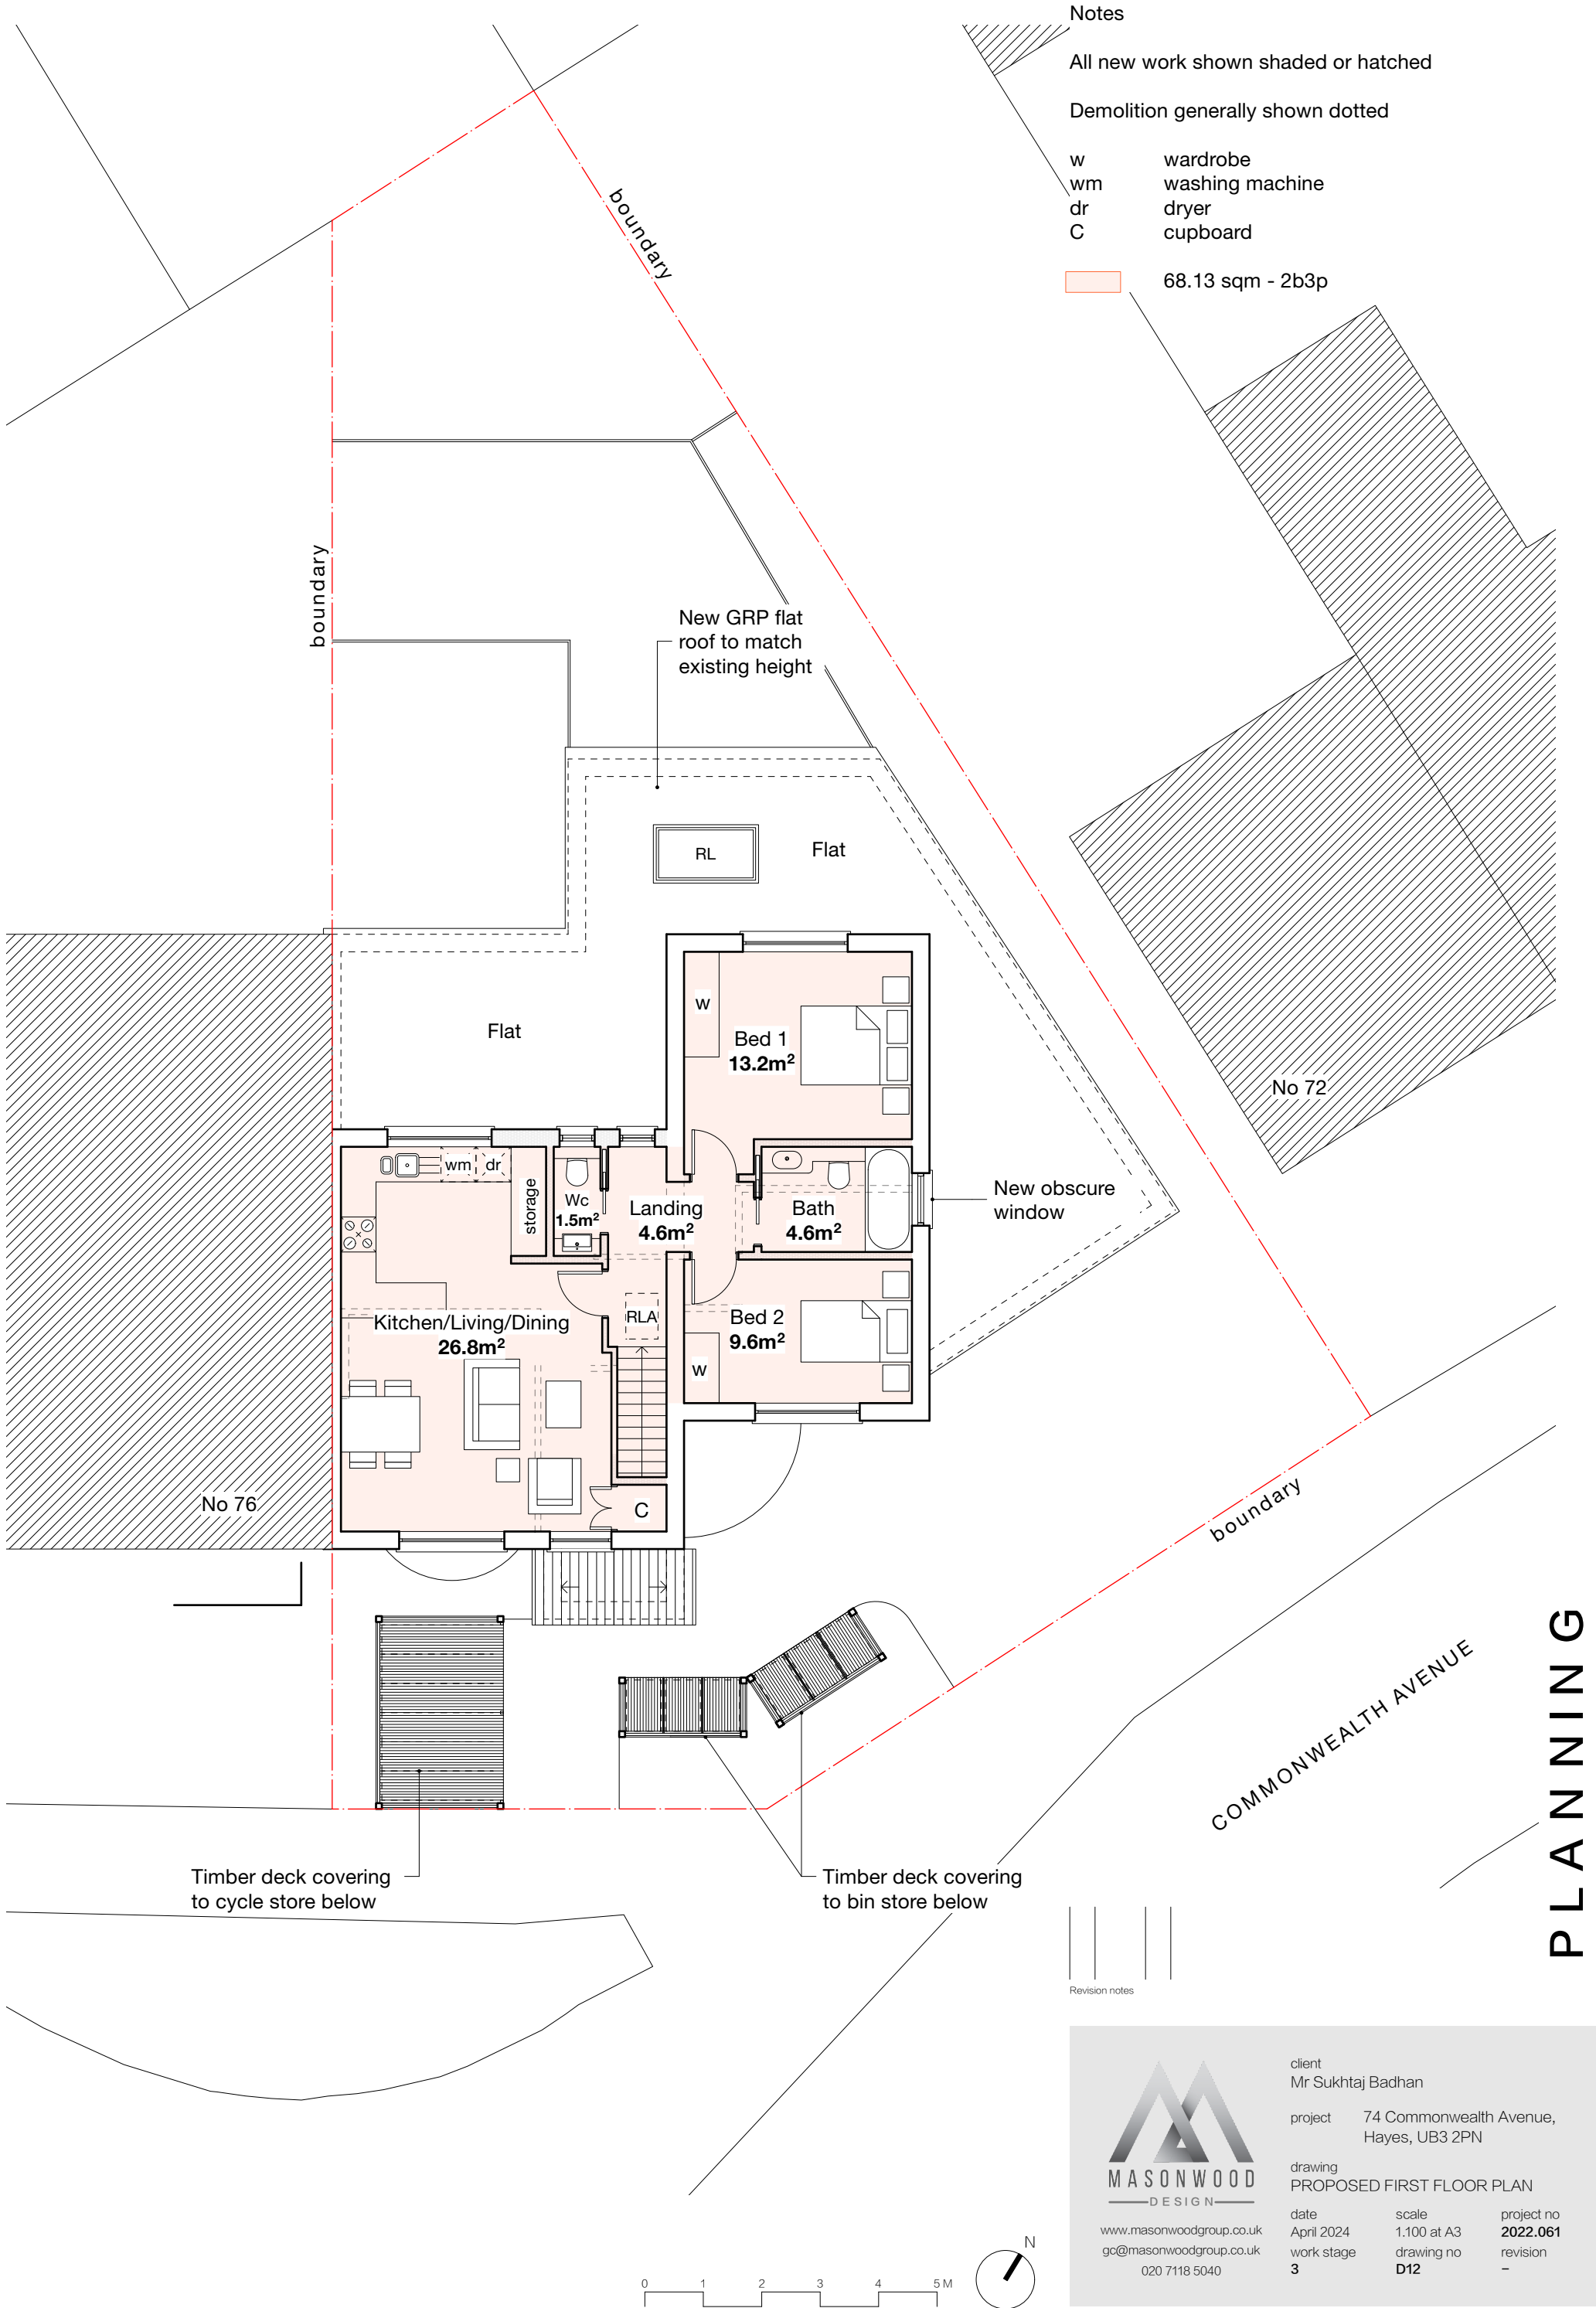 Notes
All new work shown shaded or hatched
Demolition generally shown dotted
w wardrobe
wm washing machine
dr dryer
C cupboard
68.13 sqm - 2b3p
boundary
boundary
New GRP flat
roof to match
existing height
RL
Flat
Flat
w
Bed 1
13.2m²
No 72
wm
dr
storage
Wc
1.5m²
Landing
4.6m²
Bath
4.6m²
New obscure
window
Kitchen/Living/Dining
26.8m²
RLA
Bed 2
9.6m²
w
C
No 76
boundary
COMMONWEALTH AVENUE
PLANNING
Timber deck covering
to cycle store below
Timber deck covering
to bin store below
Revision notes
MASONWOOD
DESIGN
www.masonwoodgroup.co.uk
gc@masonwoodgroup.co.uk
020 7118 5040
client
Mr Sukhtaj Badhan
project 74 Commonwealth Avenue,
Hayes, UB3 2PN
drawing
PROPOSED FIRST FLOOR PLAN
date scale project no
April 2024 1.100 at A3 2022.061
work stage drawing no revision
3 D12 –
0 1 2 3 4 5 M
N